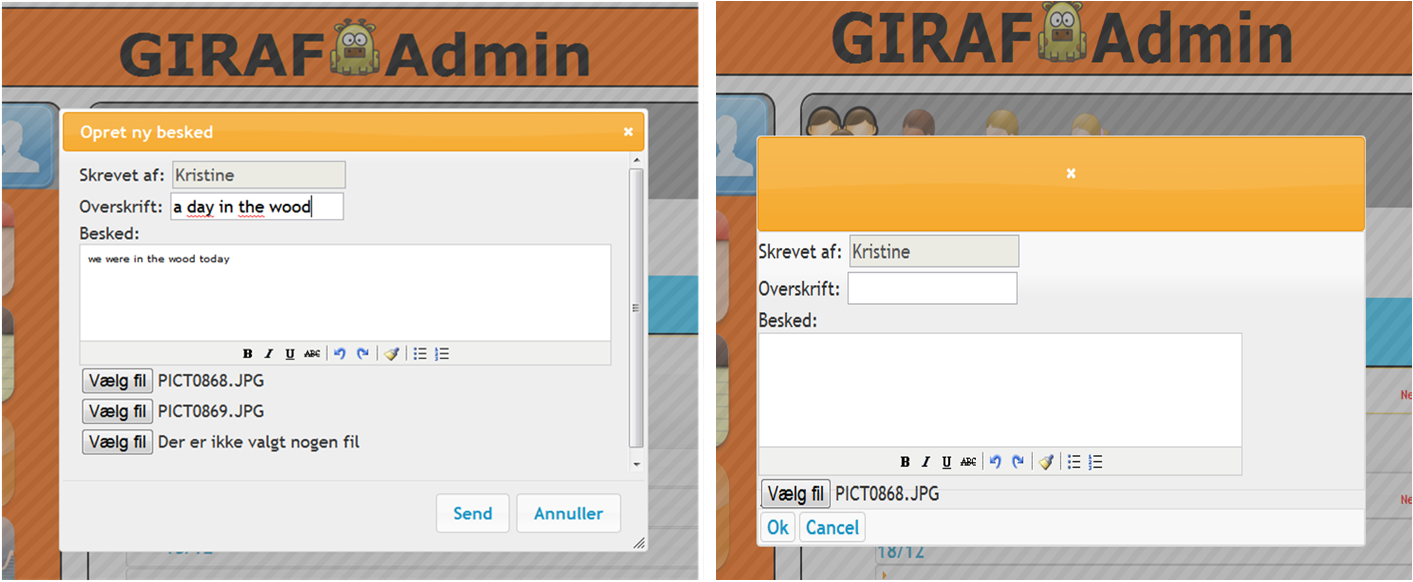 GIRAF Admin
Opret ny besked
Skrevet af: Kristine
Overskrift: a day in the wood
Besked:
we were in the wood today
B I U ABC
Vælg fil PICT0868.JPG
Vælg fil PICT0869.JPG
Vælg fil Der er ikke valgt nogen fil
Send Annuller
GIRAF Admin
Skrevet af: Kristine
Overskrift:
Besked:
B I U ABC
Vælg fil PICT0868.JPG
Ok Cancel
18/12
Ne
Ne